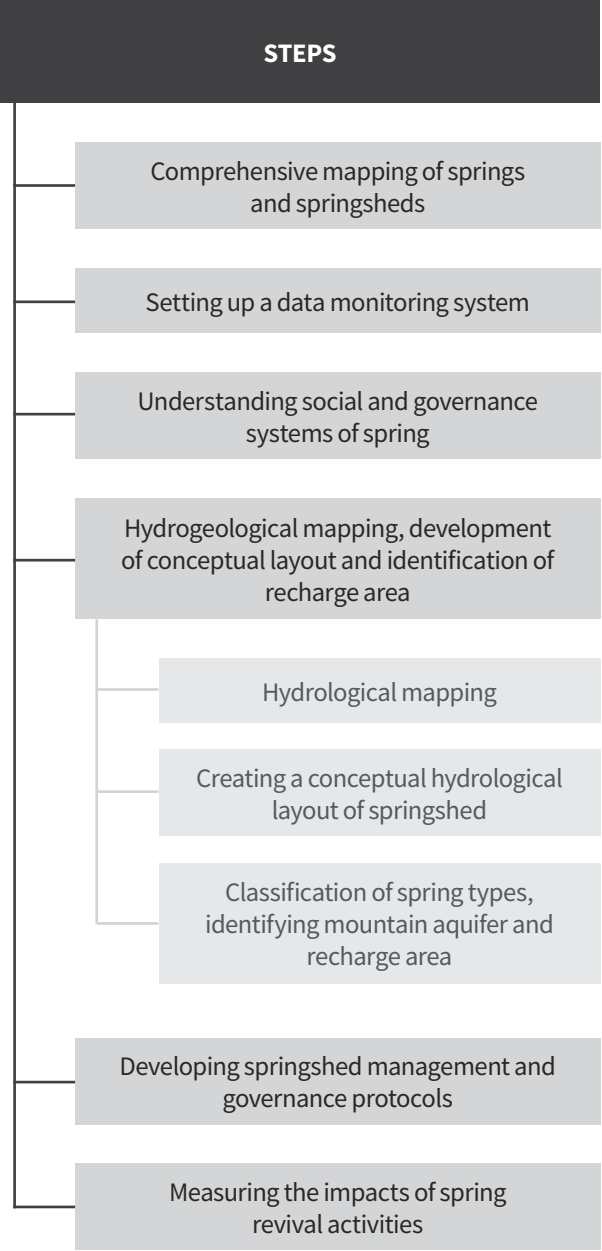 STEPS
Comprehensive mapping of springs
and springsheds
Setting up a data monitoring system
Understanding social and governance
systems of spring
Hydrogeological mapping, development
of conceptual layout and identification of
recharge area
Hydrological mapping
Creating a conceptual hydrological
layout of springshed
Classification of spring types,
identifying mountain aquifer and
recharge area
Developing springshed management and
governance protocols
Measuring the impacts of spring
revival activities